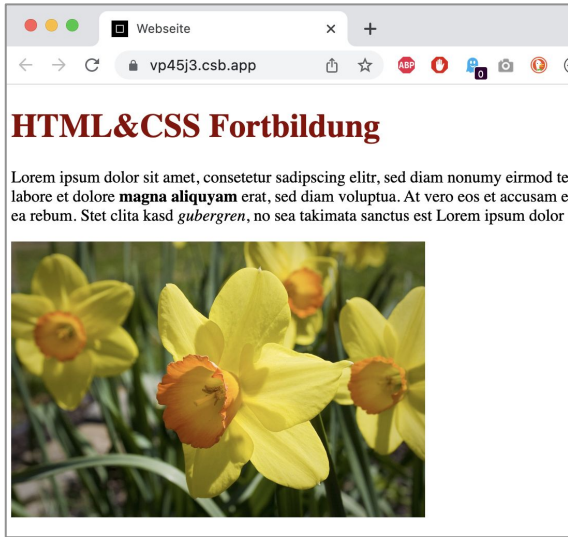 Webseite
vp45j3.csb.app
ABP
0
HTML&CSS Fortbildung
Lorem ipsum dolor sit amet, consetetur sadipscing elitr, sed diam nonumy eirmod te
labore et dolore magna aliquyam erat, sed diam voluptua. At vero eos et accusam e
ea rebum. Stet clita kasd gubergren, no sea takimata sanctus est Lorem ipsum dolor